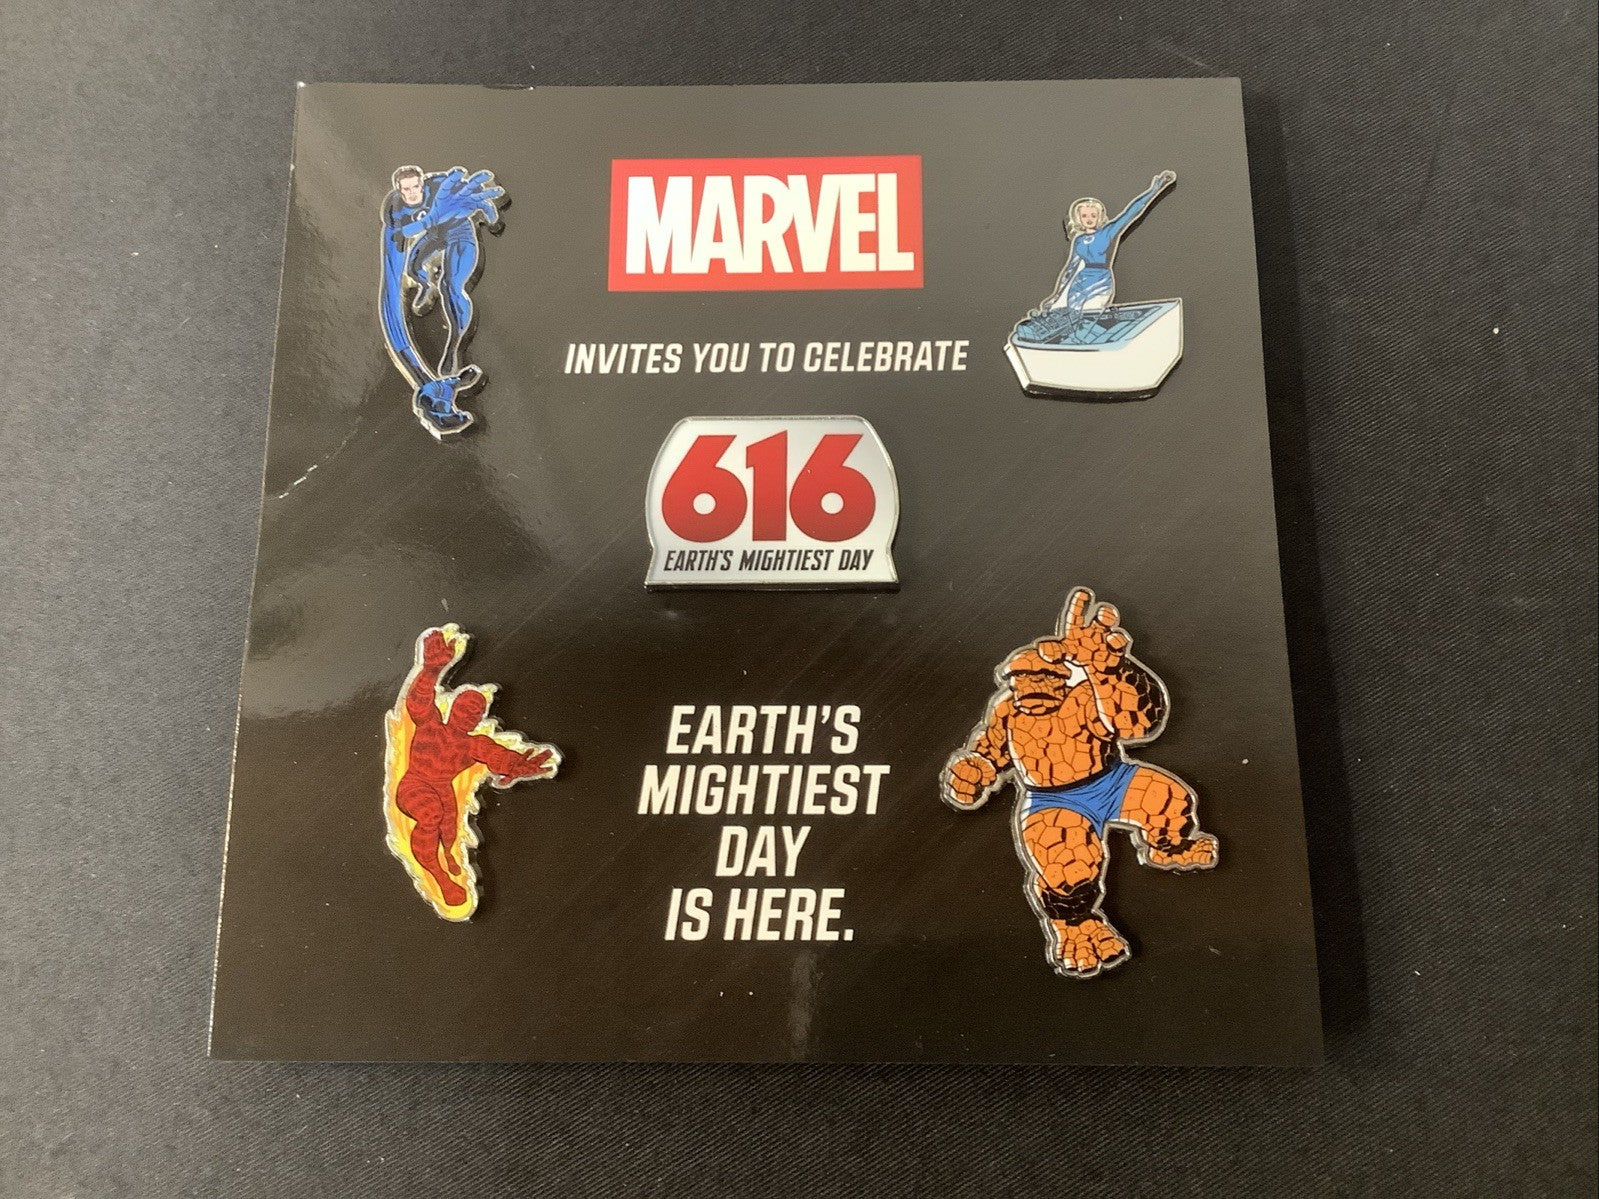 MARVEL
INVITES YOU TO CELEBRATE
616
EARTH'S MIGHTIEST DAY
EARTH'S
MIGHTIEST
DAY
IS HERE.